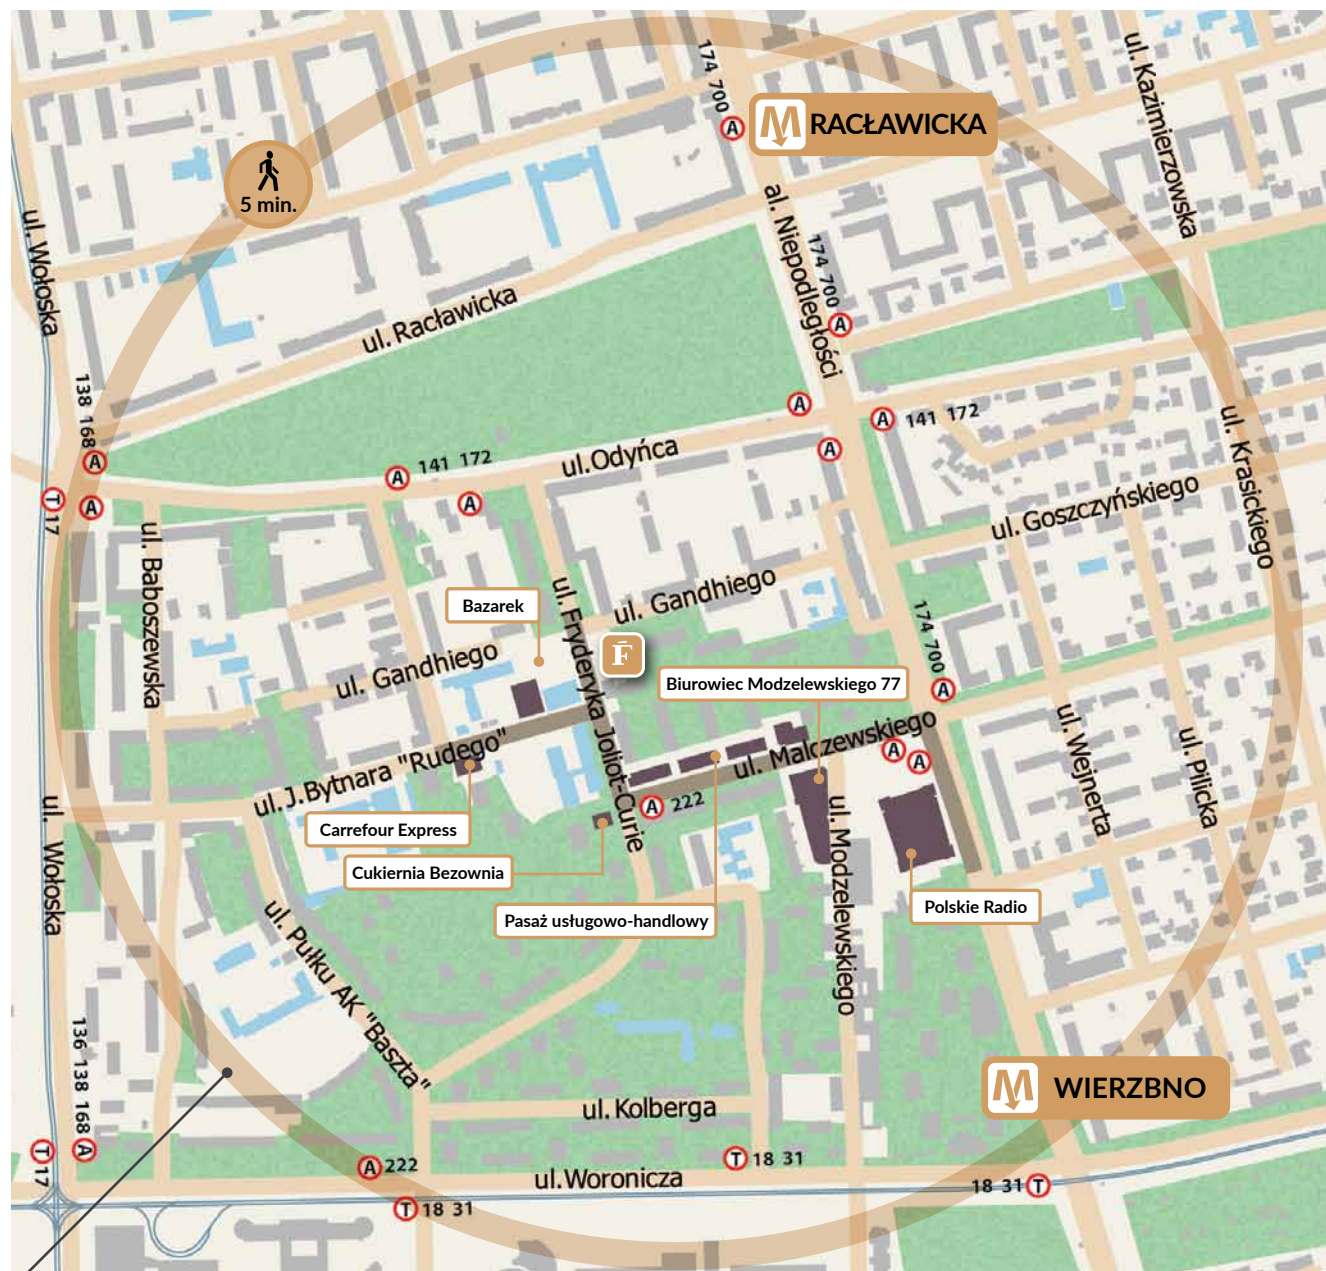 174 700
A
RACŁAWICKA
ul. Kazimierzowska
5 min.
al. Niepodległości
ul. Wołoska
174 700
A
ul. Racławicka
138 168
A
A
A
141 172
ul. Krasickiego
A
141 172
ul.Odyńca
A
A
A
T
17
A
ul. Goszczyńskiego
ul. Baboszewska
Bazarek
ul. Fryderyka Joliot-Curie
ul. Gandhiego
174 700
A
F
ul. Gandhiego
Biurowiec Modzelewskiego 77
ul. Malczewskiego
A
A
ul. Wejnerta
ul. Pilicka
ul.J.Bytnara "Rudego"
A 222
ul. Wołoska
Carrefour Express
Cukiernia Bezownia
Pasaż usługowo-handlowy
ul. Modzelewskiego
Polskie Radio
ul. Pułku AK "Baszta"
136 138 168
A
WIERZBNO
ul.Kolberga
T
17
A 222
ul.Woronicza
T 18 31
18 31 T
T 18 31